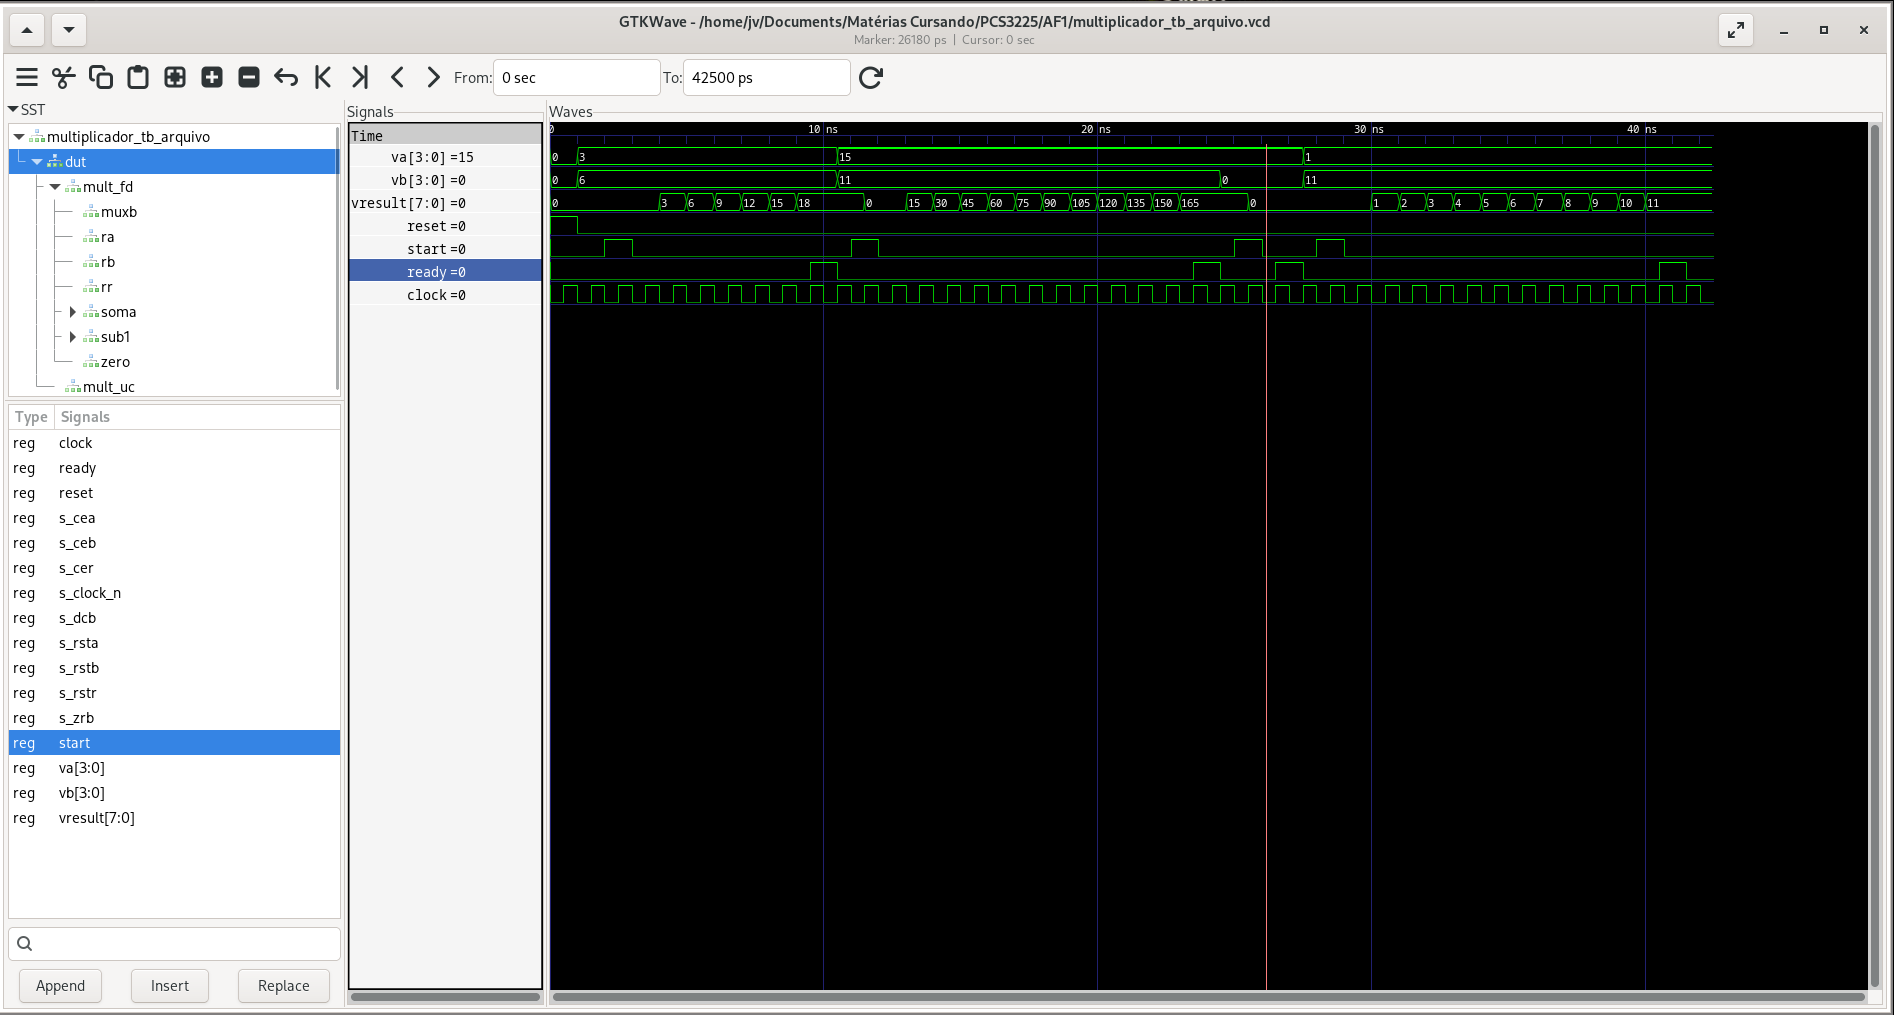 GTKWave - /home/jv/Documents/Matérias Cursando/PCS3225/AF1/multiplicador_tb_arquivo.vcd
Marker: 26180 ps | Cursor: 0 sec
From: 0 sec To: 42500 ps
SST
multiplicador_tb_arquivo
dut
mult_fd
muxb
ra
rb
rr
soma
sub1
zero
mult_uc
Type Signals
reg clock
reg ready
reg reset
reg s_cea
reg s_ceb
reg s_cer
reg s_clock_n
reg s_dcb
reg s_rsta
reg s_rstb
reg s_rstr
reg s_zrb
reg start
reg va[3:0]
reg vb[3:0]
reg vresult[7:0]
Append Insert Replace
Signals
Time
va[3:0] =15
vb[3:0] =0
vresult[7:0] =0
reset =0
start =0
ready =0
clock =0
Waves
0 10 ns 20 ns 30 ns 40 ns
0 3 15 1
0 6 11 0 11
0 3 6 9 12 15 18 0 15 30 45 60 75 90 105 120 135 150 165 0 1 2 3 4 5 6 7 8 9 10 11